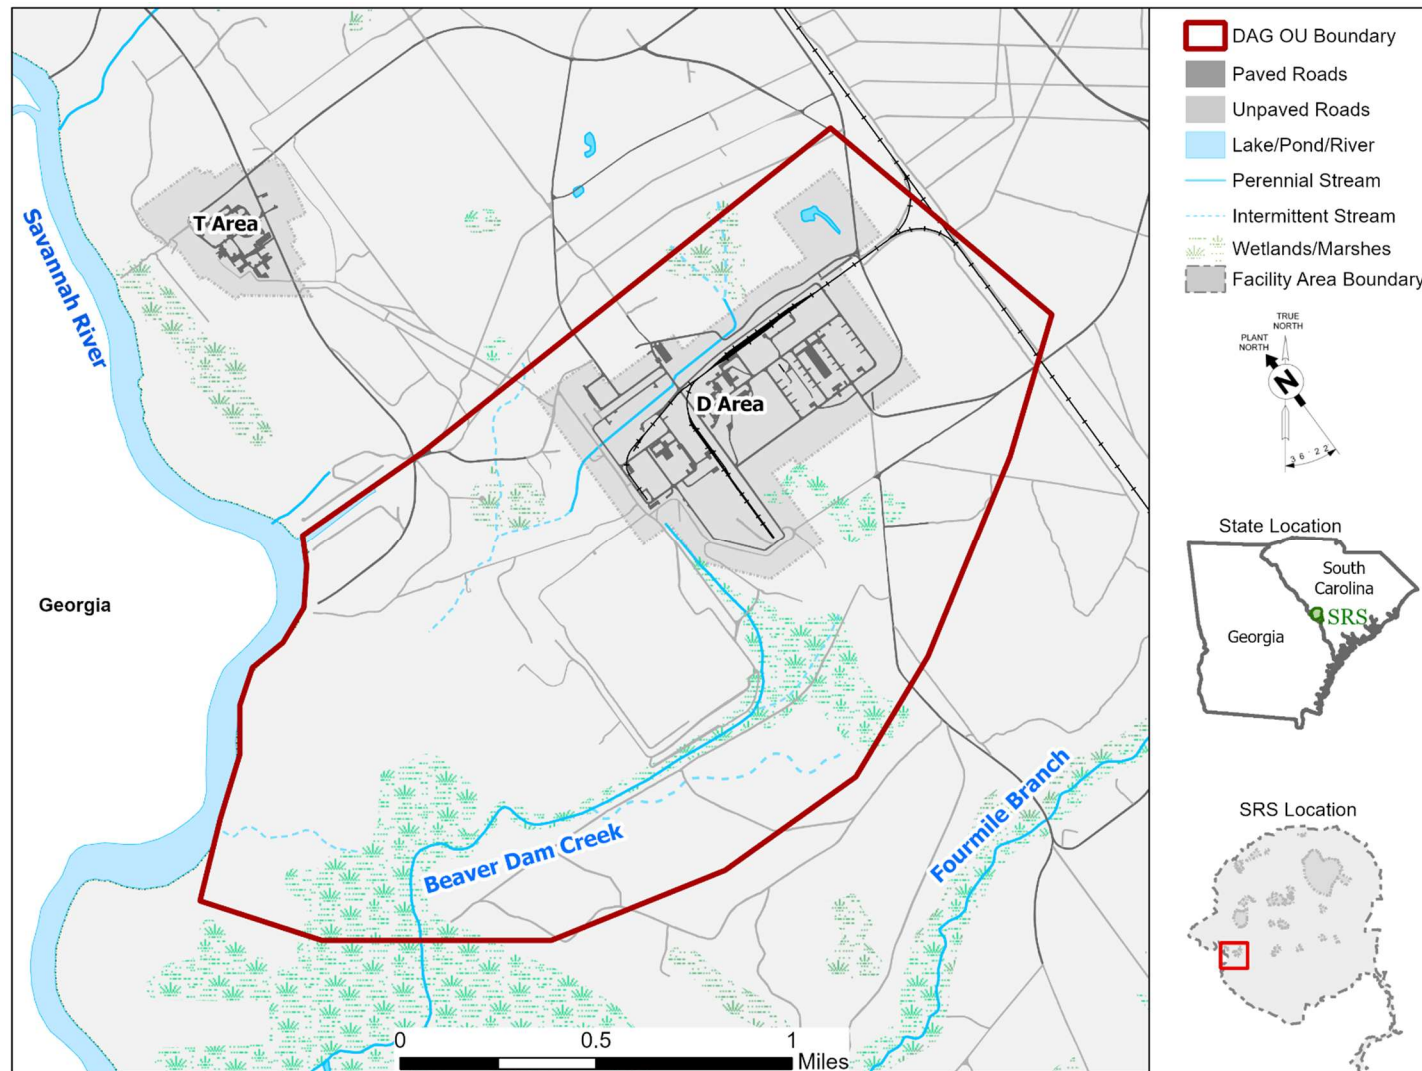 T Area
Savannah River
D Area
Georgia
Beaver Dam Creek
Fourmile Branch
0
0.5
1
Miles
DAG OU Boundary
Paved Roads
Unpaved Roads
Lake/Pond/River
Perennial Stream
Intermittent Stream
Wetlands/Marshes
Facility Area Boundary
TRUE
NORTH
PLANT
NORTH
N
36.22
State Location
South
Carolina
SRS
Georgia
SRS Location